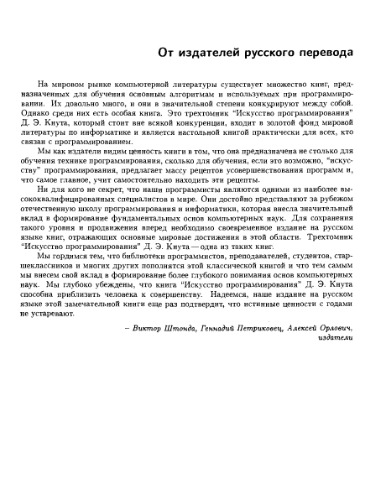 От издателей русского перевода
На мировом рынке компьютерной литературы существует множество книг, пред-
назначенных для обучения основным алгоритмам и используемых при программиро-
вании. Их довольно много, и они в значительной степени конкурируют между собой.
Однако среди них есть особая книга. Это трехтомник "Искусство программирования"
Д. Э. Кнута, который стоит вне всякой конкуренции, входит в золотой фонд мировой
литературы по информатике и является настольной книгой практически для всех, кто
связан с программированием.
Мы как издатели видим ценность книги в том, что она предназначена не столько для
обучения технике программирования, сколько для обучения, если это возможно, "искус-
ству" программирования, предлагает массу рецептов усовершенствования программ и,
что самое главное, учит самостоятельно находить эти рецепты.
Ни для кого не секрет, что наши программисты являются одними из наиболее вы-
сококвалифицированных специалистов в мире. Они достойно представляют за рубежом
отечественную школу программирования и информатики, которая внесла значительный
вклад в формирование фундаментальных основ компьютерных наук. Для сохранения
такого уровня и продвижения вперед необходимо своевременное издание на русском
языке книг, отражающих основные мировые достижения в этой области. Трехтомник
"Искусство программирования" Д. Э. Кнута — одна из таких книг.
Мы гордимся тем, что библиотеки программистов, преподавателей, студентов, стар-
шеклассников и многих других пополнятся этой классической книгой и что тем самым
мы внесем свой вклад в формирование более глубокого понимания основ компьютерных
наук. Мы глубоко убеждены, что книга "Искусство программирования" Д. Э. Кнута
способна приблизить человека к совершенству. Надеемся, наше издание на русском
языке этой замечательной книги еще раз подтвердит, что истинные ценности с годами
не устаревают.
– Виктор Штонда, Геннадий Петриковец, Алексей Орлович,
издатели